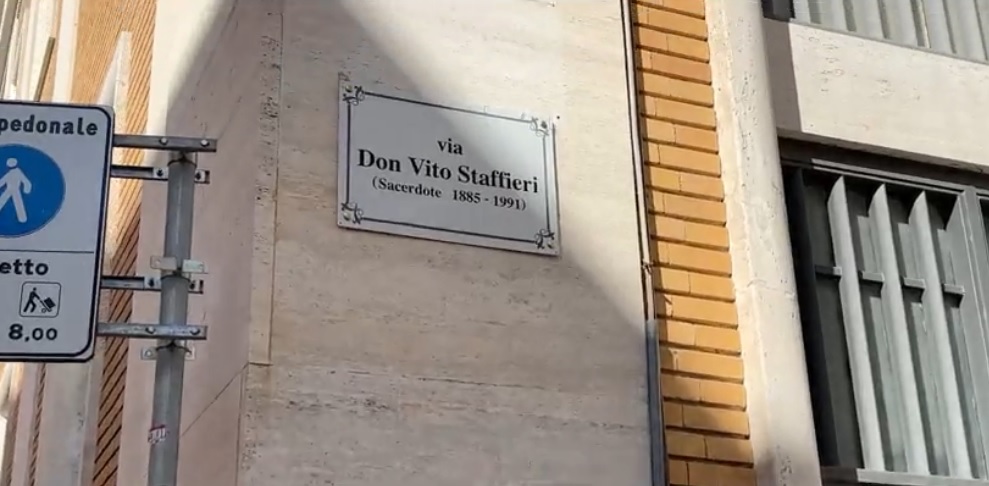 pedonale
etto
8,00
via
Don Vito Staffieri
(Sacerdote 1885 - 1991)